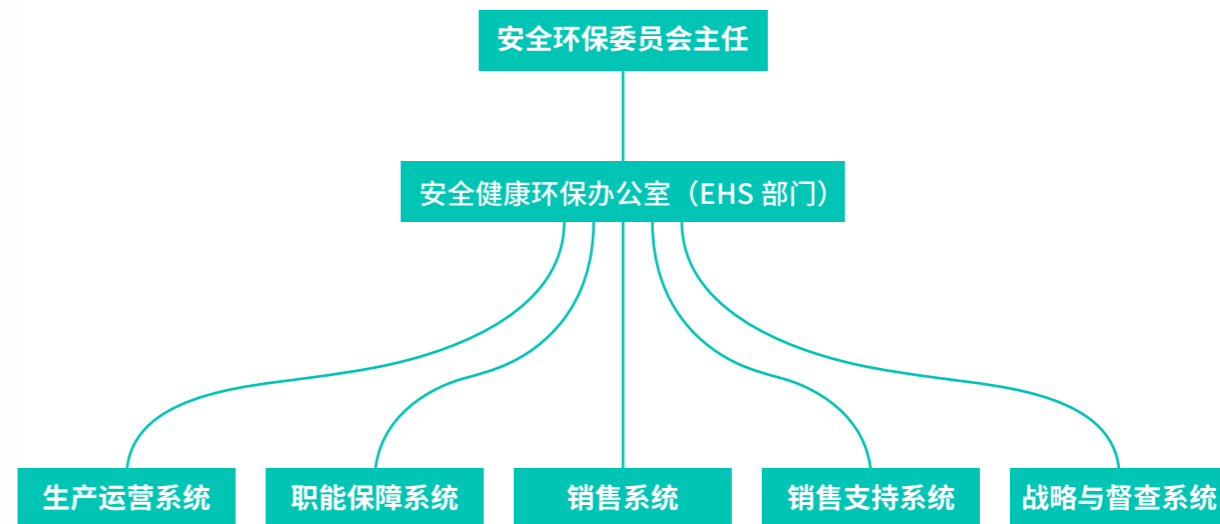 安全环保委员会主任
安全健康环保办公室（EHS 部门）
生产运营系统
职能保障系统
销售系统
销售支持系统
战略与督查系统